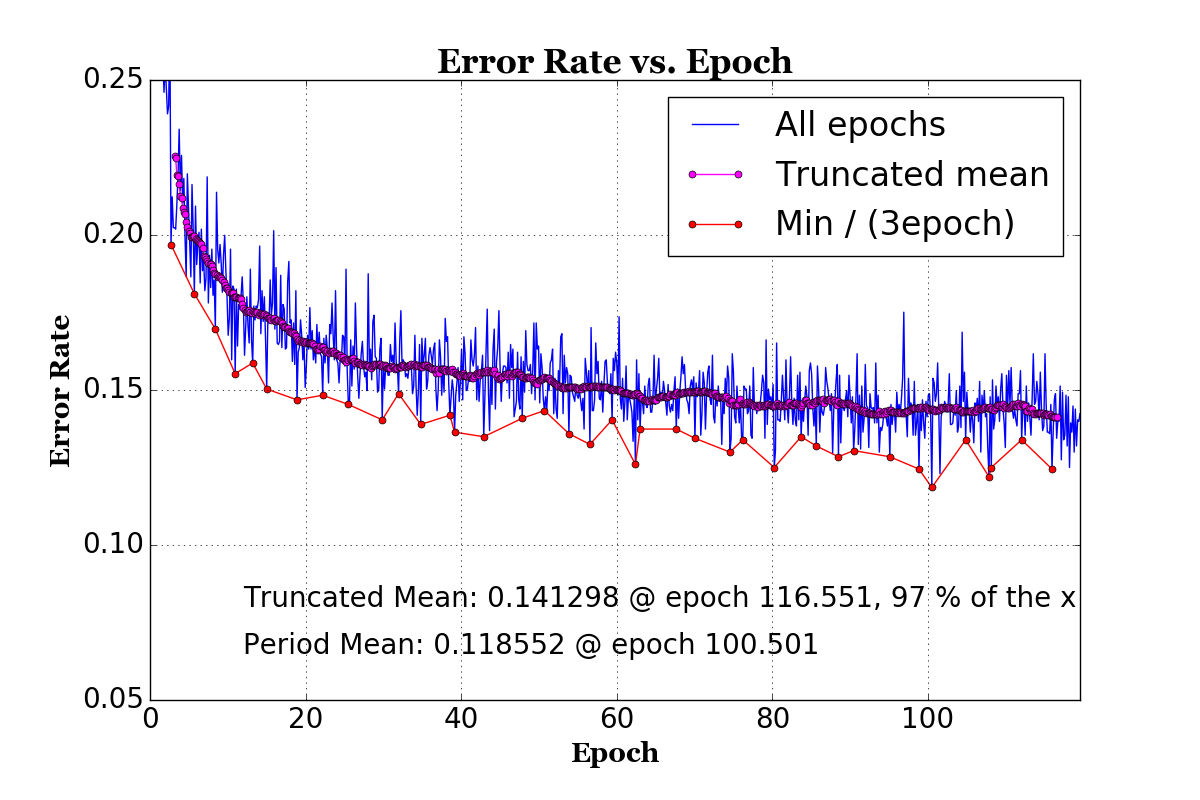 Error Rate vs. Epoch
0.25
0.20
0.15
0.10
0.05
Error Rate
All epochs
Truncated mean
Min / (3epoch)
Truncated Mean: 0.141298 @ epoch 116.551, 97 % of the x
Period Mean: 0.118552 @ epoch 100.501
0 20 40 60 80 100
Epoch